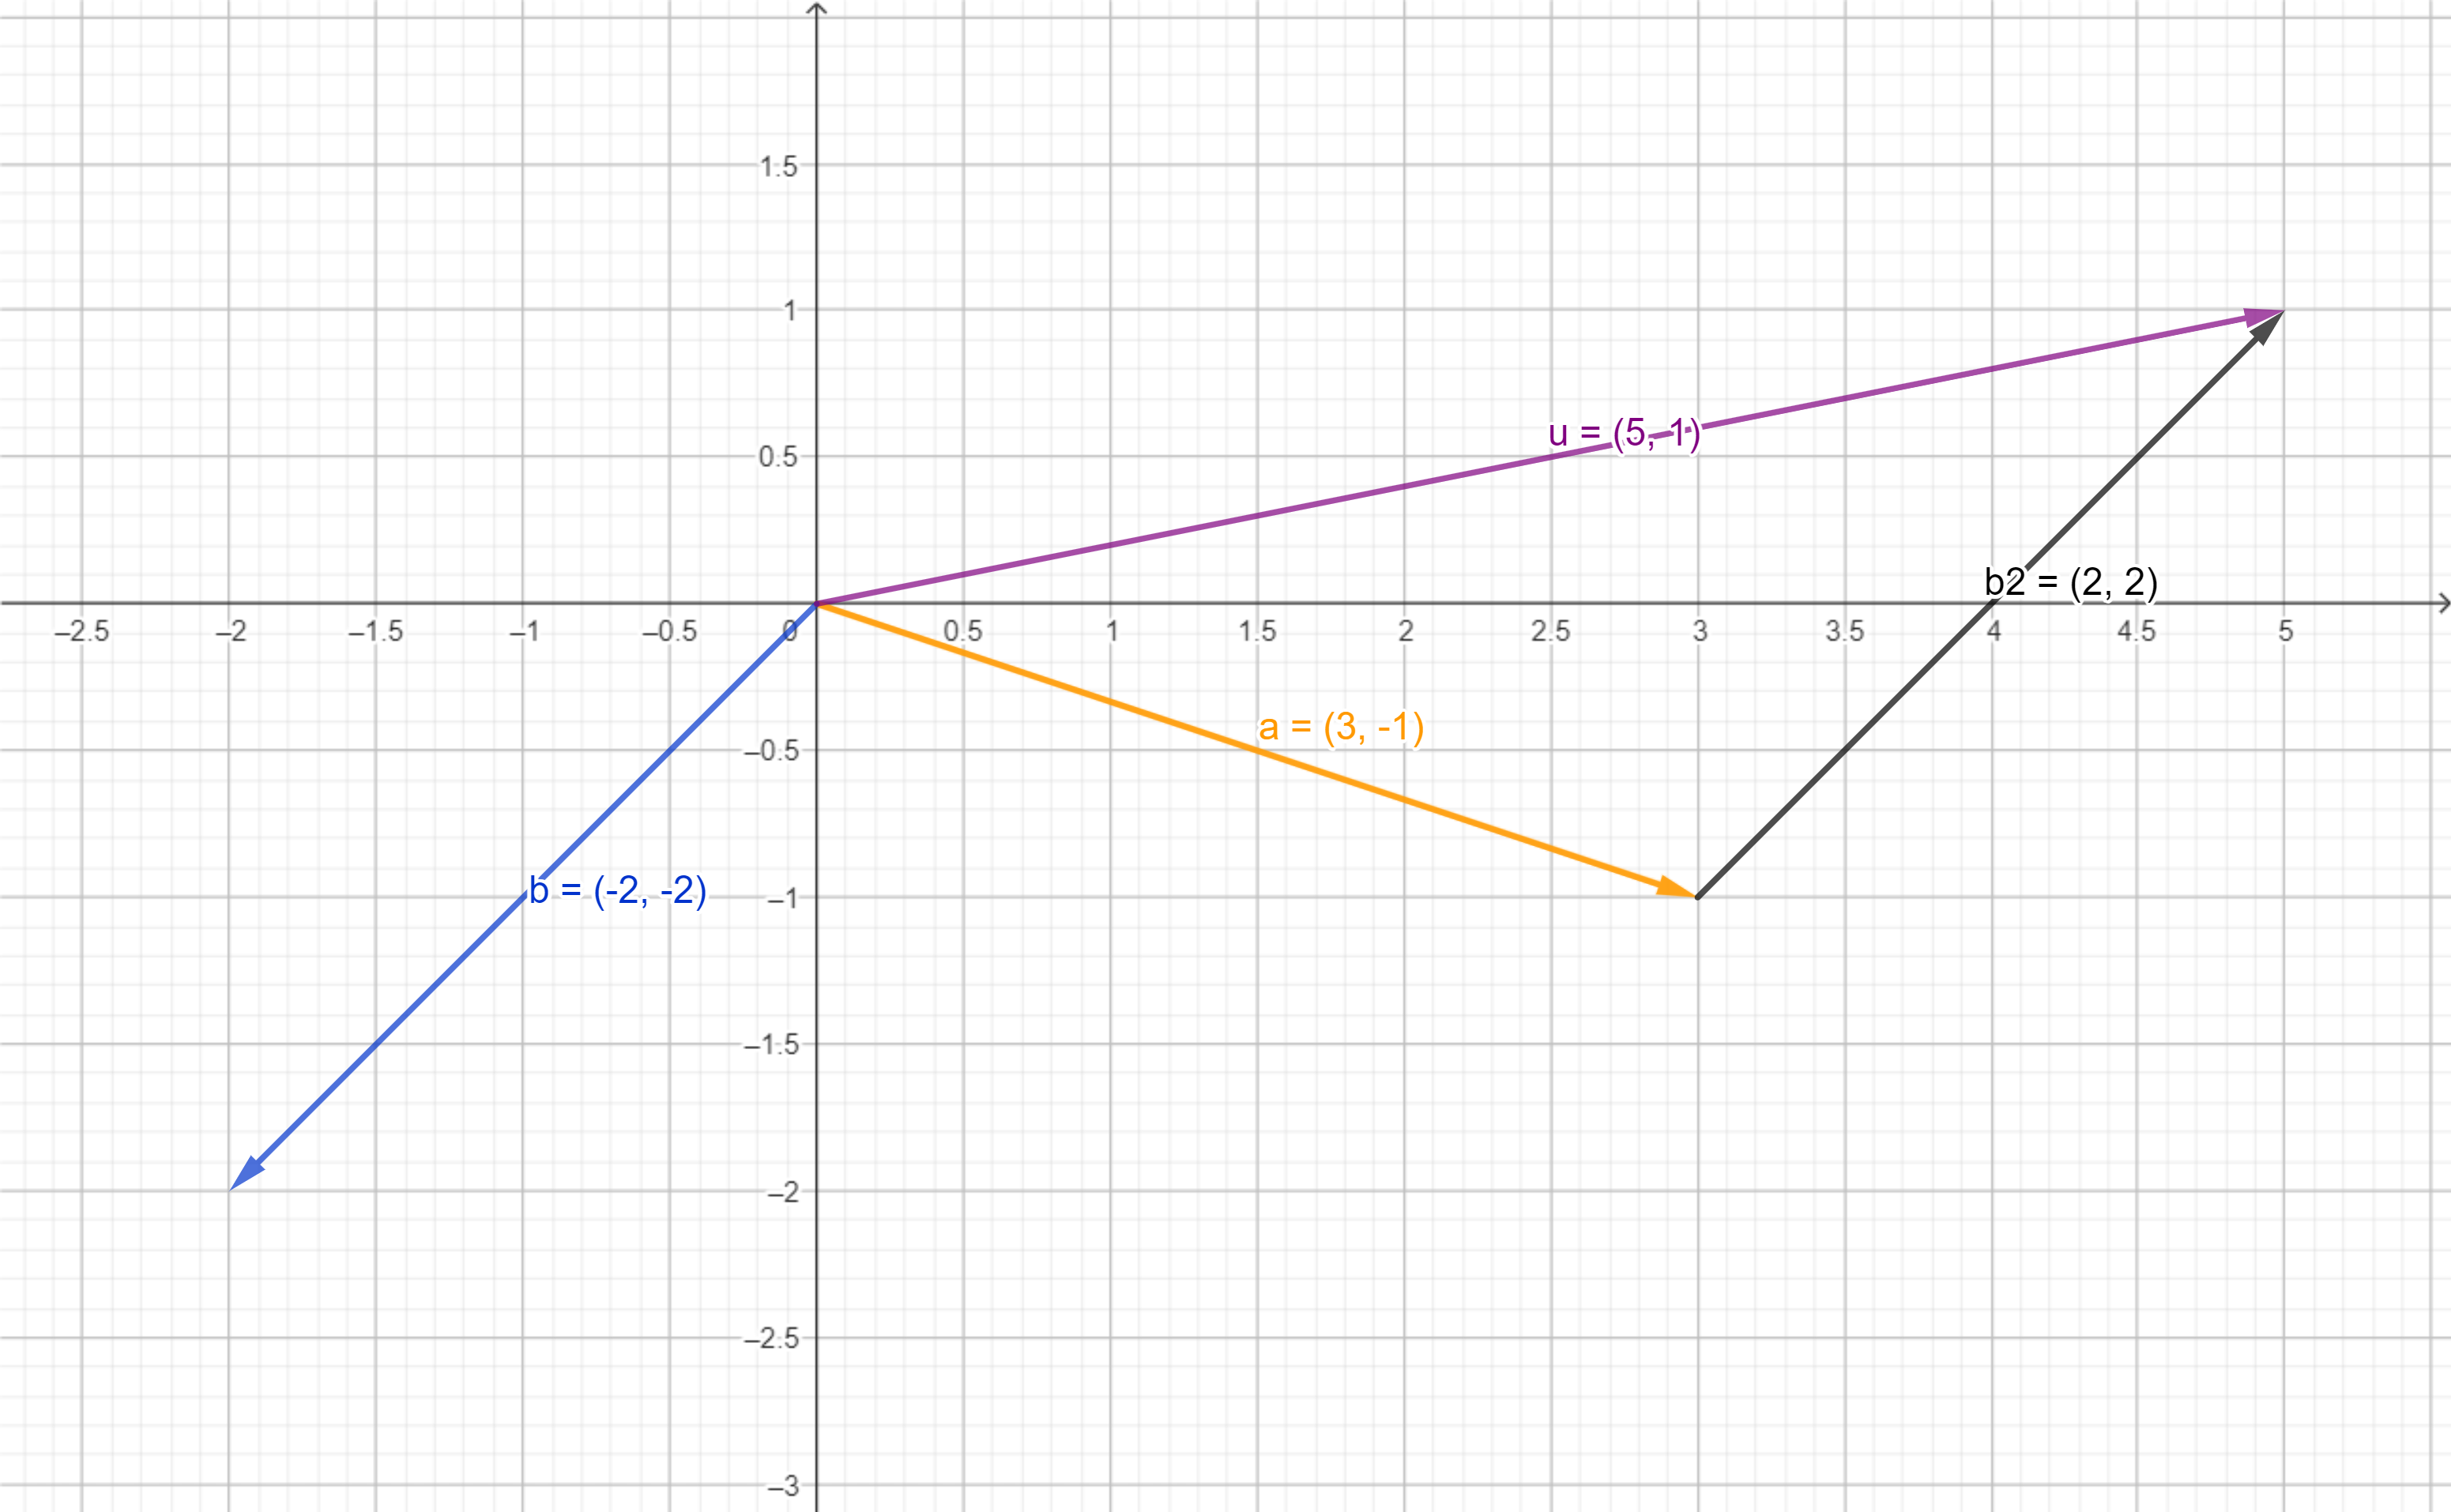 1.5
1
u = (5, 1)
0.5
b2 = (2, 2)
–2.5 –2 –1.5 –1 –0.5 0 0.5 1 1.5 2 2.5 3 3.5 4 4.5 5
a = (3, -1)
–0.5
b = (-2, -2)
–1
–1.5
–2
–2.5
–3